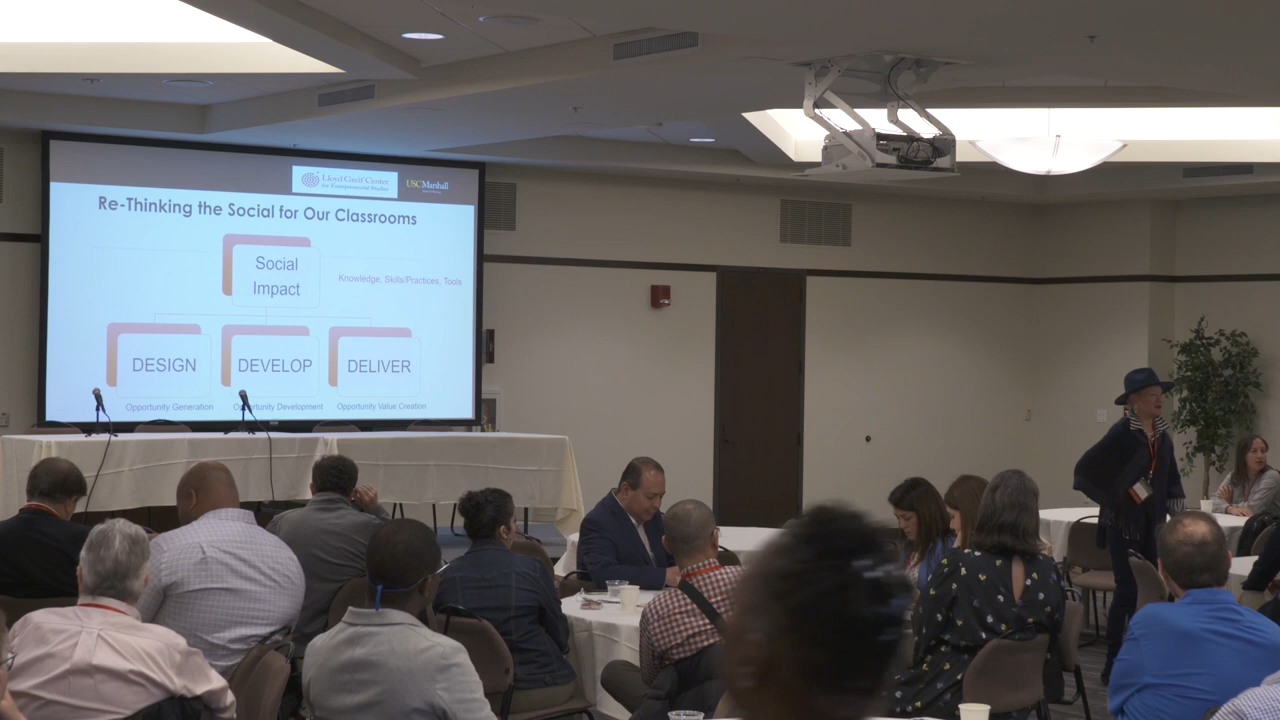 Lloyd Greif Center
for Entrepreneurial Studies
USC Marshall
Re-Thinking the Social for Our Classrooms
Social
Impact
Knowledge, Skills/Practices, Tools
DESIGN
DEVELOP
DELIVER
Opportunity Generation
Opportunity Development
Opportunity Value Creation